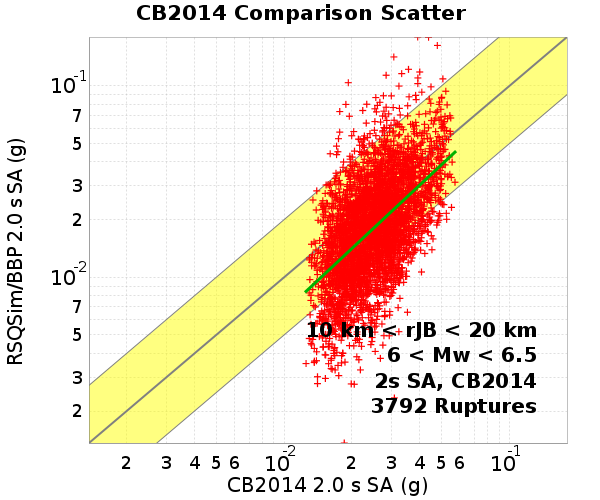 CB2014 Comparison Scatter
RSQSim/BBP 2.0 s SA (g)
10⁻¹
7
5
3
2
10⁻²
7
5
3
2
10 km < rJB < 20 km
6 < Mw < 6.5
2s SA, CB2014
3792 Ruptures
2 3 4 5 6 10⁻² 2 3 4 5 6 10⁻¹
CB2014 2.0 s SA (g)